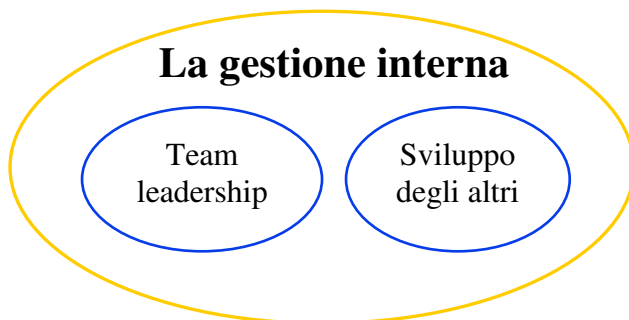 La gestione interna
Team
leadership
Sviluppo
degli altri